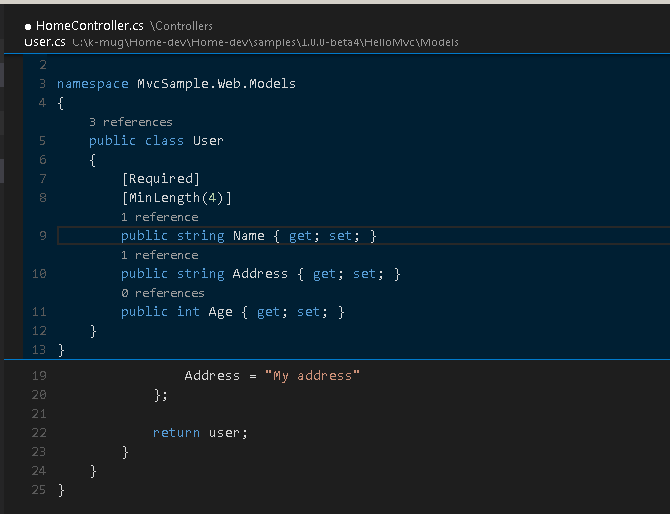 ● HomeController.cs \Controllers
User.cs C:\k-mug\Home-dev\Home-dev\samples\1.0.0-beta4\HelloMvc\Models
2
3 namespace MvcSample.Web.Models
4 {
3 references
5 public class User
6 {
7 [Required]
8 [MinLength(4)]
1 reference
9 public string Name { get; set; }
1 reference
10 public string Address { get; set; }
0 references
11 public int Age { get; set; }
12 }
13 }
19 Address = "My address"
20 };
21
22 return user;
23 }
24 }
25 }